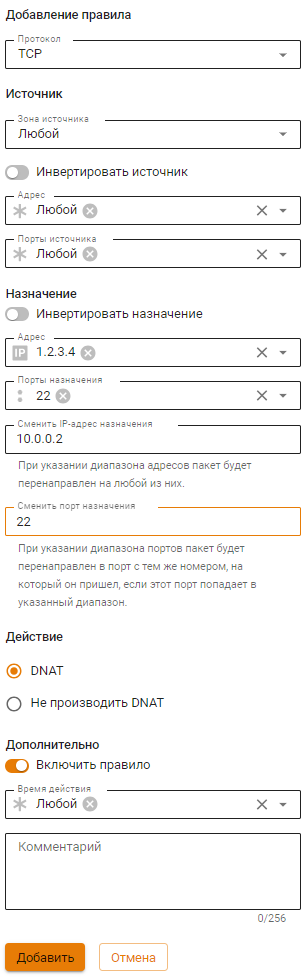 Добавление правила
Протокол
TCP
Источник
Зона источника
Любой
Инвертировать источник
Адрес
Любой
Порты источника
Любой
Назначение
Инвертировать назначение
Адрес
IP 1.2.3.4
Порты назначения
22
Сменить IP-адрес назначения
10.0.0.2
При указании диапазона адресов пакет будет
перенаправлен на любой из них.
Сменить порт назначения
22
При указании диапазона портов пакет будет
перенаправлен в порт с тем же номером, на
который он пришел, если этот порт попадает в
указанный диапазон.
Действие
DNAT
Не производить DNAT
Дополнительно
Включить правило
Время действия
Любой
Комментарий
0/256
Добавить Отмена